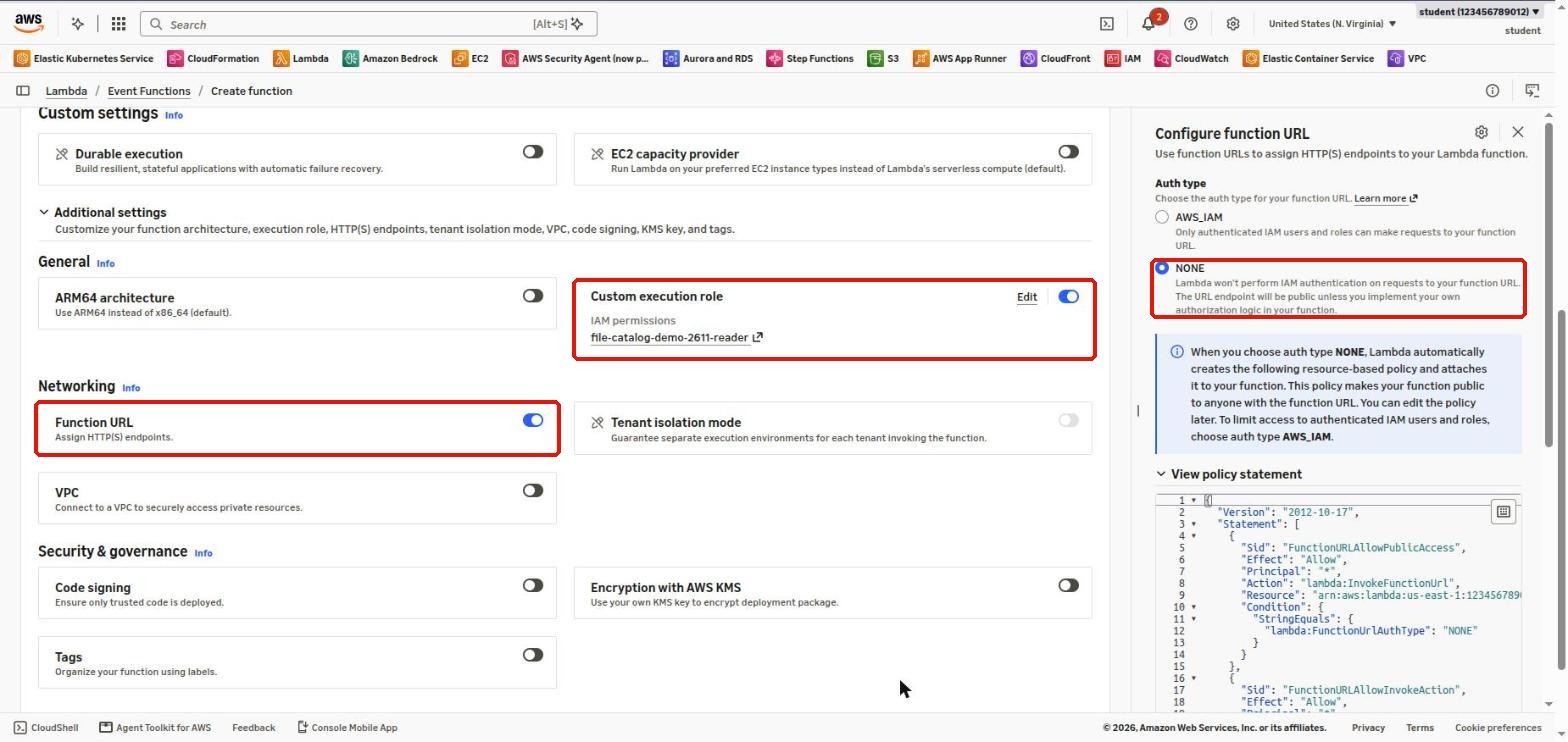 aws
Search [Alt+S]
2
United States (N. Virginia) ▼
student (123456789012) ▼
student
Elastic Kubernetes Service CloudFormation Lambda Amazon Bedrock EC2 AWS Security Agent (now p... Aurora and RDS Step Functions S3 AWS App Runner CloudFront IAM CloudWatch Elastic Container Service VPC
Lambda / Event Functions / Create function
Custom settings Info
Durable execution
Build resilient, stateful applications with automatic failure recovery.
EC2 capacity provider
Run Lambda on your preferred EC2 instance types instead of Lambda's serverless compute (default).
Additional settings
Customize your function architecture, execution role, HTTP(S) endpoints, tenant isolation mode, VPC, code signing, KMS key, and tags.
General Info
ARM64 architecture
Use ARM64 instead of x86_64 (default).
Custom execution role Edit
IAM permissions
file-catalog-demo-2611-reader
Networking Info
Function URL
Assign HTTP(S) endpoints.
Tenant isolation mode
Guarantee separate execution environments for each tenant invoking the function.
VPC
Connect to a VPC to securely access private resources.
Security & governance Info
Code signing
Ensure only trusted code is deployed.
Encryption with AWS KMS
Use your own KMS key to encrypt deployment package.
Tags
Organize your function using labels.
Configure function URL
Use function URLs to assign HTTP(S) endpoints to your Lambda function.
Auth type
Choose the auth type for your function URL. Learn more
AWS_IAM
Only authenticated IAM users and roles can make requests to your function
URL.
NONE
Lambda won't perform IAM authentication on requests to your function URL.
The URL endpoint will be public unless you implement your own
authorization logic in your function.
When you choose auth type NONE, Lambda automatically
creates the following resource-based policy and attaches
it to your function. This policy makes your function public
to anyone with the function URL. You can edit the policy
later. To limit access to authenticated IAM users and roles,
choose auth type AWS_IAM.
View policy statement
1 {
2 "Version": "2012-10-17",
3 "Statement": [
4 {
5 "Sid": "FunctionURLAllowPublicAccess",
6 "Effect": "Allow",
7 "Principal": "*",
8 "Action": "lambda:InvokeFunctionUrl",
9 "Resource": "arn:aws:lambda:us-east-1:123456789
10 "Condition": {
11 "StringEquals": {
12 "lambda:FunctionUrlAuthType": "NONE"
13 }
14 }
15 },
16 {
17 "Sid": "FunctionURLAllowInvokeAction",
18 "Effect": "Allow",
CloudShell Agent Toolkit for AWS Feedback Console Mobile App
© 2026, Amazon Web Services, Inc. or its affiliates. Privacy Terms Cookie preferences